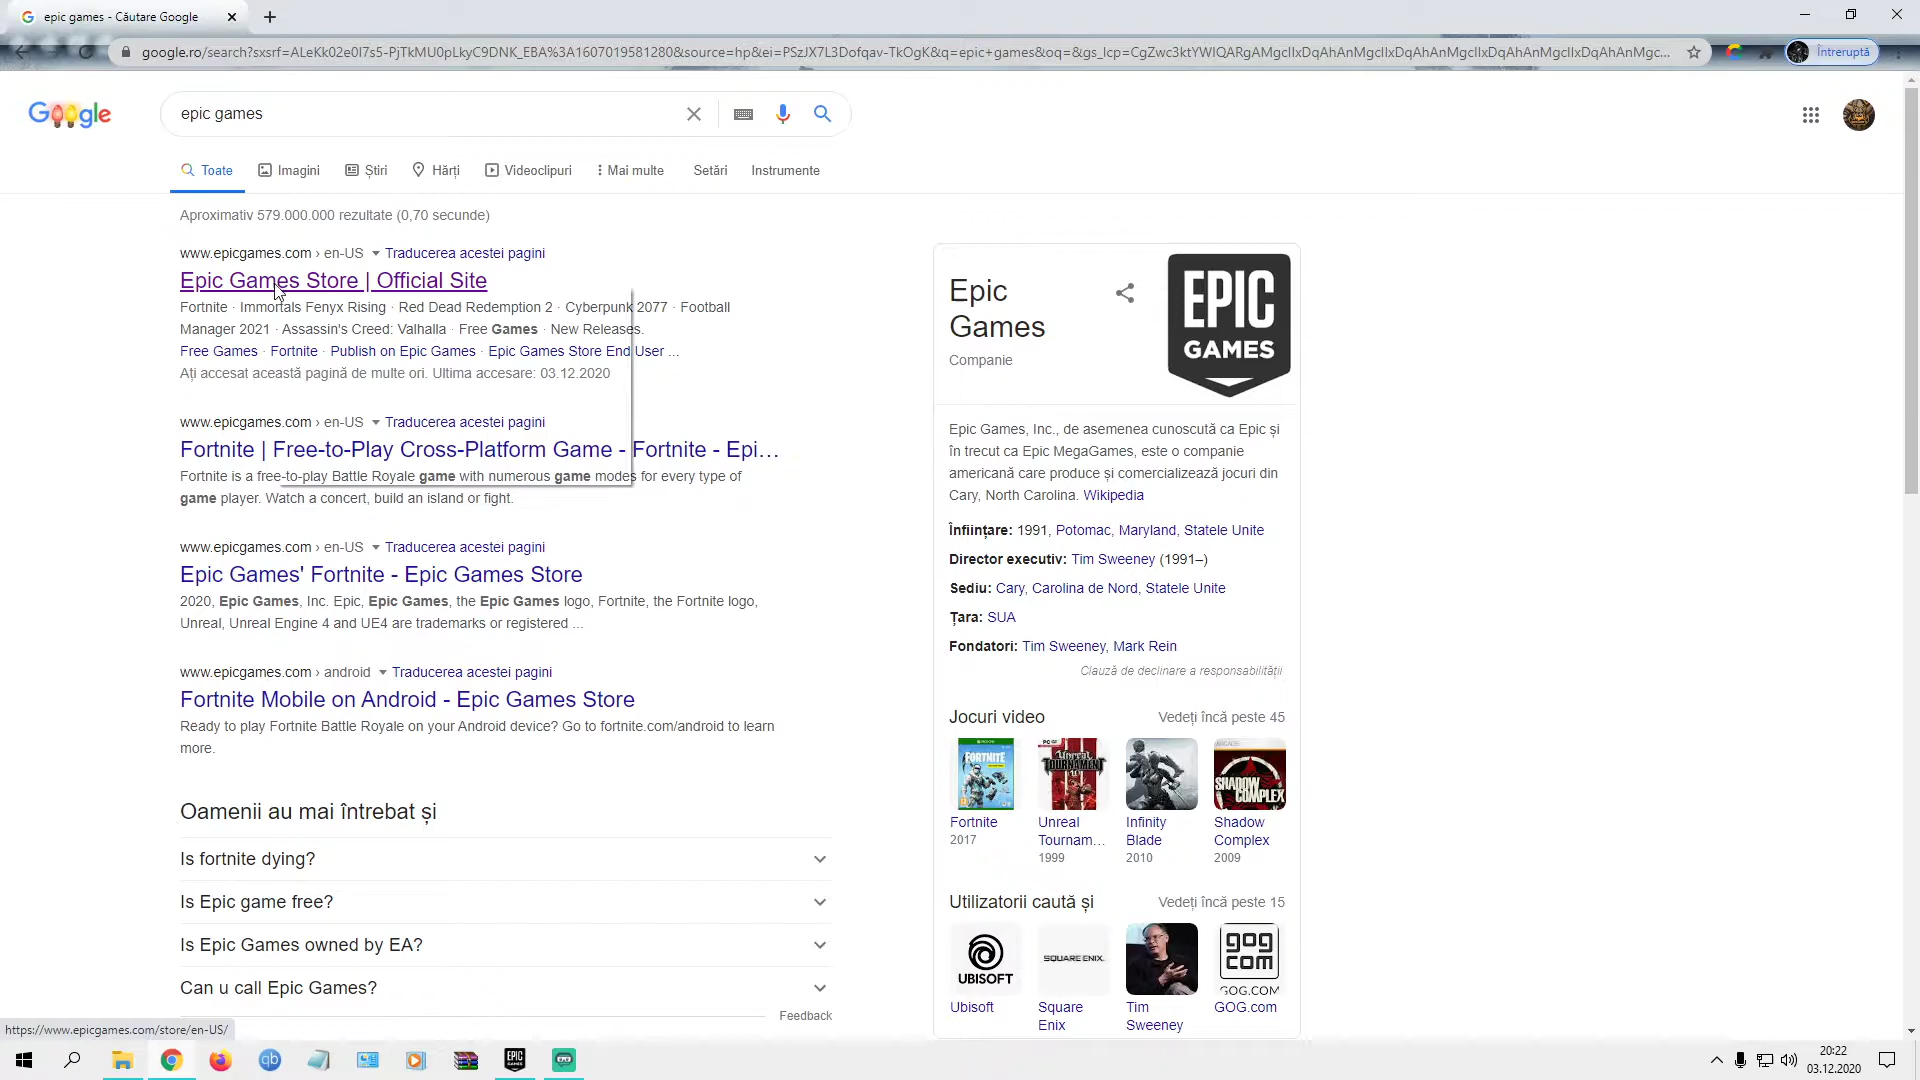 epic games - Căutare Google
google.ro/search?sxsrf=ALeKk02e0I7s5-PjTkMU0pLkyC9DNK_EBA%3A1607019581280&source=hp&ei=PSzJX7L3Dofqav-TkOgK&q=epic+games&oq=&gs_lcp=CgZwc3ktYWIQARgAMgcIIxDqAhAnMgcIIxDqAhAnMgcIIxDqAhAnMgcIIxDqAhAnMgcIIxDqAhAnMgc...
Întreruptă
Google
epic games
Toate Imagini Știri Hărți Videoclipuri Mai multe Setări Instrumente
Aproximativ 579.000.000 rezultate (0,70 secunde)
www.epicgames.com › en-US Traducerea acestei pagini
Epic Games Store | Official Site
Fortnite · Immortals Fenyx Rising · Red Dead Redemption 2 · Cyberpunk 2077 · Football
Manager 2021 · Assassin's Creed: Valhalla · Free Games · New Releases.
Free Games · Fortnite · Publish on Epic Games · Epic Games Store End User ...
Ați accesat această pagină de multe ori. Ultima accesare: 03.12.2020
www.epicgames.com › en-US Traducerea acestei pagini
Fortnite | Free-to-Play Cross-Platform Game - Fortnite - Epi...
Fortnite is a free-to-play Battle Royale game with numerous game modes for every type of
game player. Watch a concert, build an island or fight.
www.epicgames.com › en-US Traducerea acestei pagini
Epic Games' Fortnite - Epic Games Store
2020, Epic Games, Inc. Epic, Epic Games, the Epic Games logo, Fortnite, the Fortnite logo,
Unreal, Unreal Engine 4 and UE4 are trademarks or registered ...
www.epicgames.com › android Traducerea acestei pagini
Fortnite Mobile on Android - Epic Games Store
Ready to play Fortnite Battle Royale on your Android device? Go to fortnite.com/android to learn
more.
Oamenii au mai întrebat și
Is fortnite dying?
Is Epic game free?
Is Epic Games owned by EA?
Can u call Epic Games?
Feedback
Epic
Games
Companie
EPIC
GAMES
Epic Games, Inc., de asemenea cunoscută ca Epic și
în trecut ca Epic MegaGames, este o companie
americană care produce și comercializează jocuri din
Cary, North Carolina. Wikipedia
Înființare: 1991, Potomac, Maryland, Statele Unite
Director executiv: Tim Sweeney (1991–)
Sediu: Cary, Carolina de Nord, Statele Unite
Țara: SUA
Fondatori: Tim Sweeney, Mark Rein
Clauză de declinare a responsabilității
Jocuri video Vedeți încă peste 45
FORTNITE
Unreal
TOURNAMENT
SHADOW
COMPLEX
Fortnite
2017
Unreal
Tournam...
1999
Infinity
Blade
2010
Shadow
Complex
2009
Utilizatorii caută și Vedeți încă peste 15
UBISOFT
SQUARE ENIX
gog
com
GOG.COM
Ubisoft
Square
Enix
Tim
Sweeney
GOG.com
https://www.epicgames.com/store/en-US/
qb
EPIC
GAMES
20:22
03.12.2020